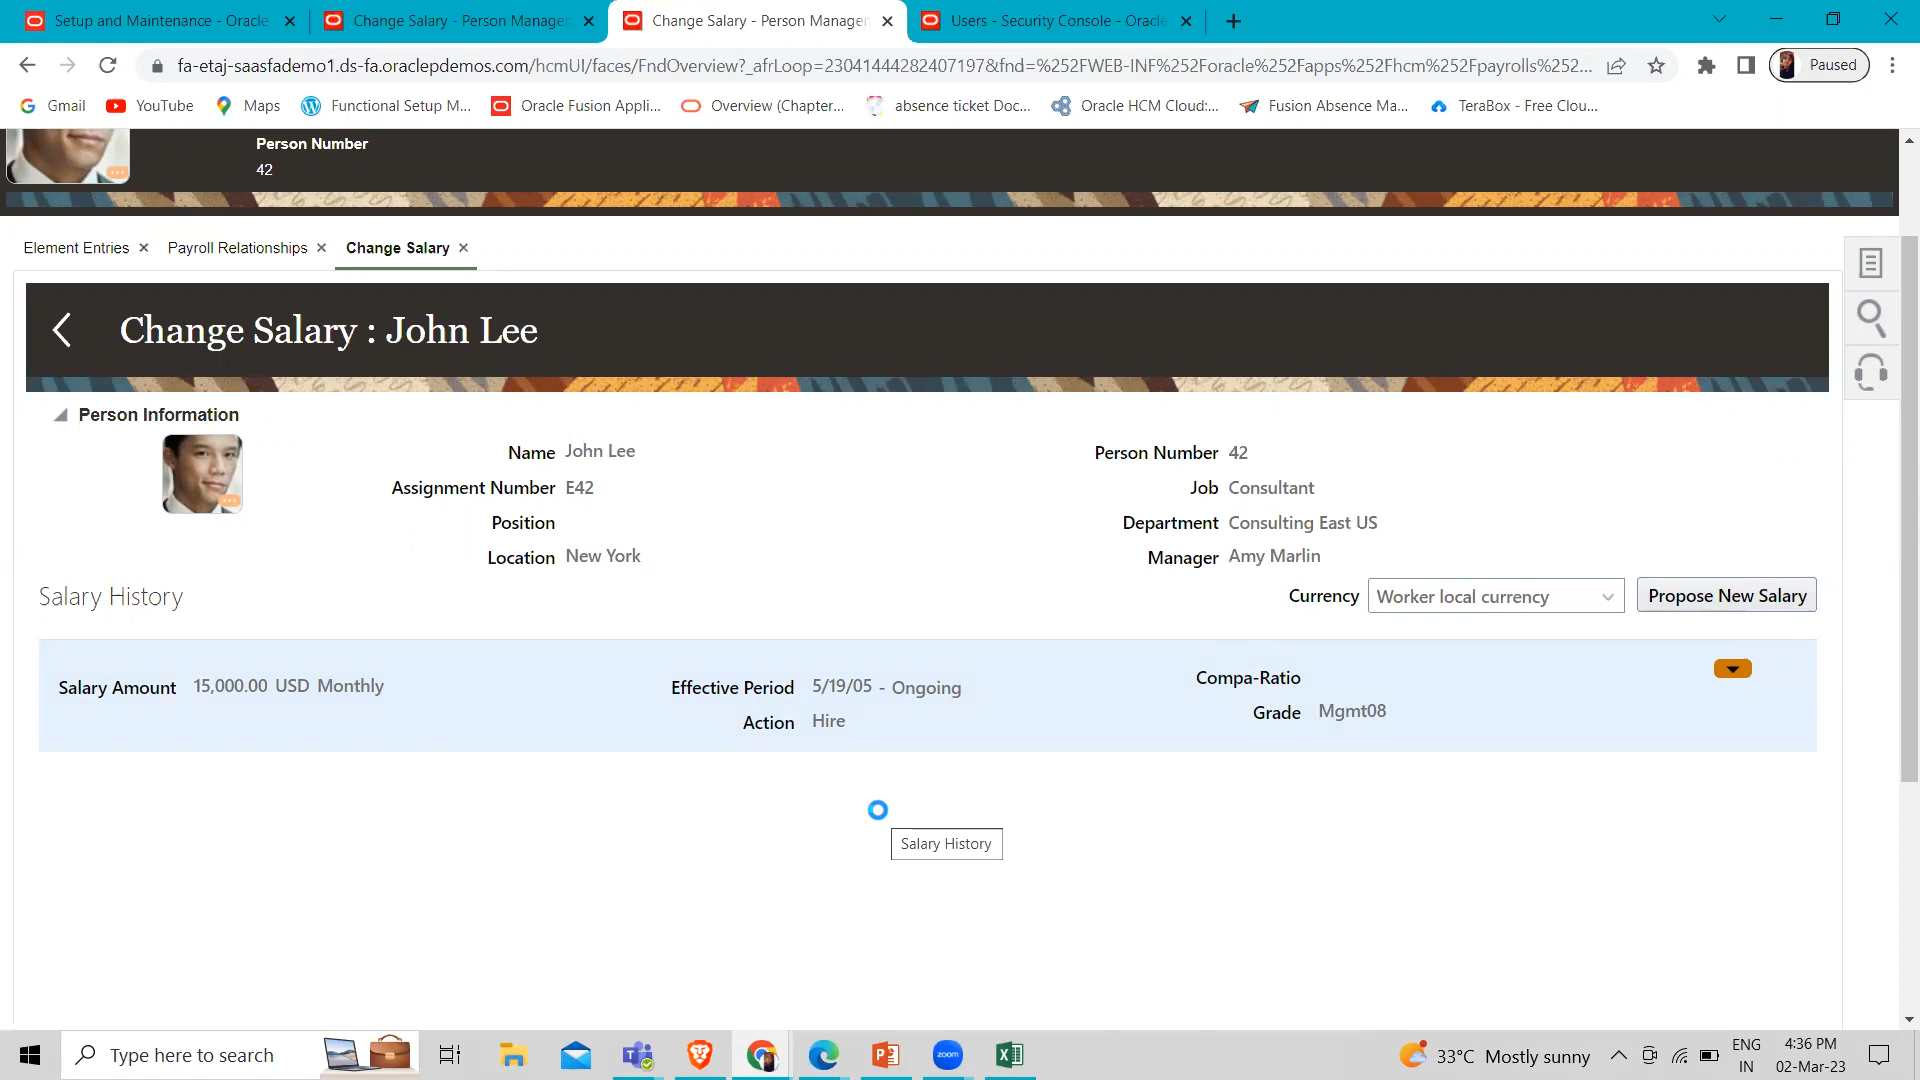 Setup and Maintenance - Oracle
Change Salary - Person Manage
Change Salary - Person Manager
Users - Security Console - Oracle
fa-etaj-saasfademo1.ds-fa.oraclepdemos.com/hcmUI/faces/FndOverview?_afrLoop=23041444282407197&fnd=%252FWEB-INF%252Foracle%252Fapps%252Fhcm%252Fpayrolls%252...
Paused
Gmail
YouTube
Maps
Functional Setup M...
Oracle Fusion Appli...
Overview (Chapter...
absence ticket Doc...
Oracle HCM Cloud:...
Fusion Absence Ma...
TeraBox - Free Clou...
Person Number
42
Element Entries
Payroll Relationships
Change Salary
Change Salary : John Lee
Person Information
Name John Lee
Person Number 42
Assignment Number E42
Job Consultant
Position
Department Consulting East US
Location New York
Manager Amy Marlin
Salary History
Currency Worker local currency
Propose New Salary
Salary Amount 15,000.00 USD Monthly
Effective Period 5/19/05 - Ongoing
Action Hire
Compa-Ratio
Grade Mgmt08
Salary History
Type here to search
zoom
33°C Mostly sunny
ENG
IN
4:36 PM
02-Mar-23